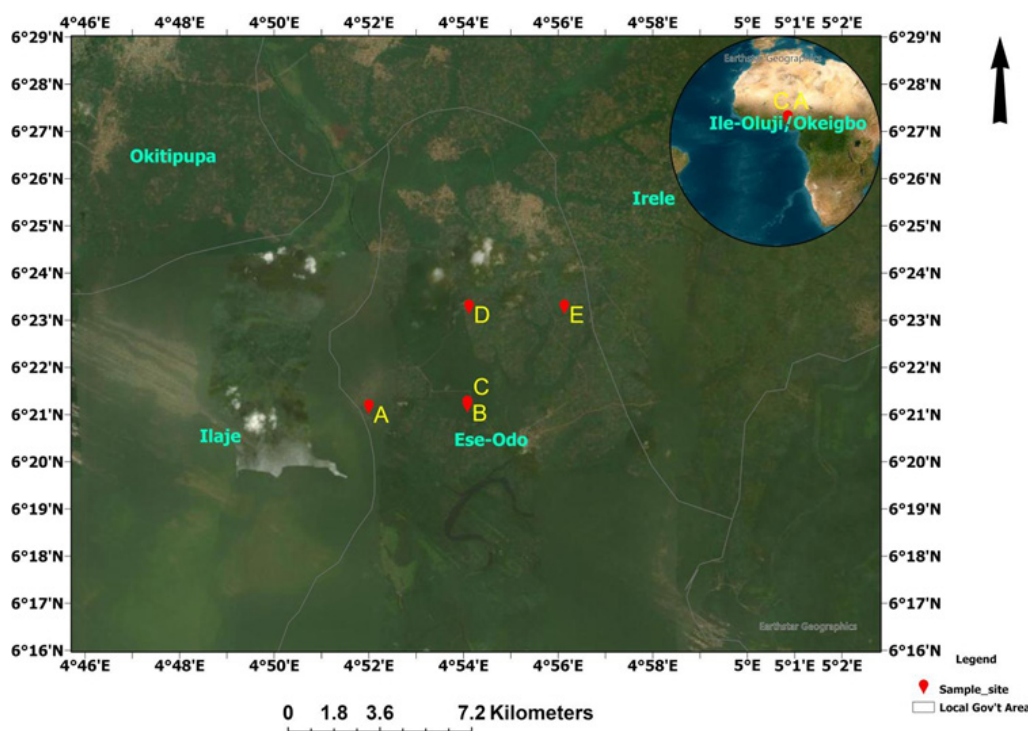 4°46'E 4°48'E 4°50'E 4°52'E 4°54'E 4°56'E 4°58'E 5°E 5°1'E 5°2'E
6°29'N 6°29'N
Earthstar Geographics
6°28'N 6°28'N
C A
6°27'N 6°27'N
Ile-Oluji/Okeigbo
Okitipupa
6°26'N 6°26'N
Irele
6°25'N 6°25'N
6°24'N 6°24'N
6°23'N D E 6°23'N
6°22'N 6°22'N
C
6°21'N A B 6°21'N
Ilaje Ese-Odo
6°20'N 6°20'N
6°19'N 6°19'N
6°18'N 6°18'N
6°17'N 6°17'N
Earthstar Geographics
6°16'N 6°16'N
4°46'E 4°48'E 4°50'E 4°52'E 4°54'E 4°56'E 4°58'E 5°E 5°1'E 5°2'E
Legend
Sample_site
Local Gov't Area
0 1.8 3.6 7.2 Kilometers